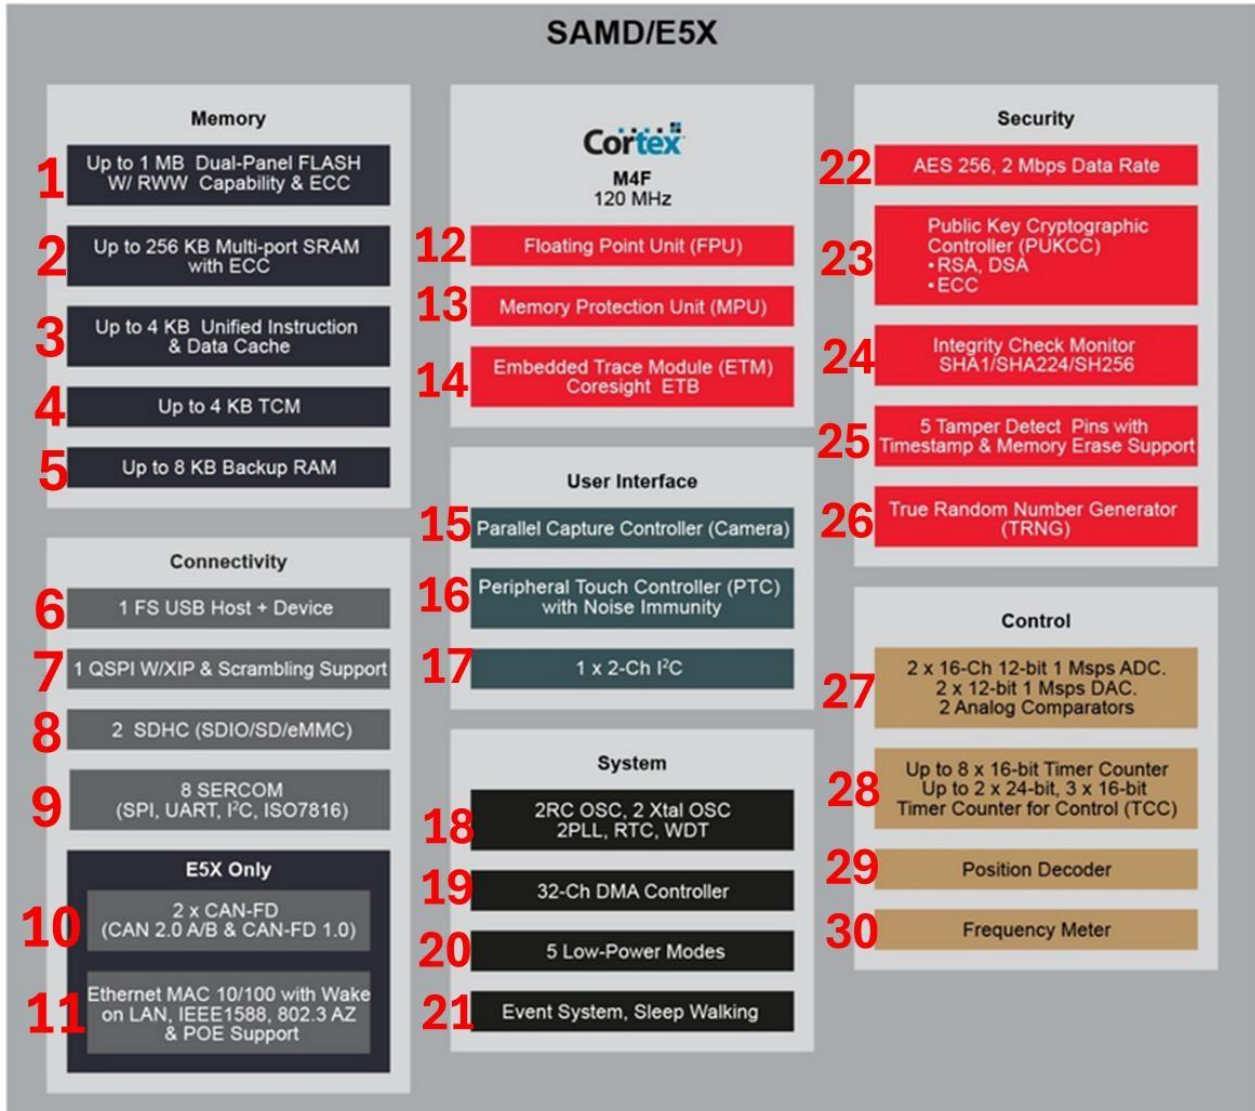 SAMD/E5X
Memory
1
Up to 1 MB Dual-Panel FLASH
W/ RWW Capability & ECC
2
Up to 256 KB Multi-port SRAM
with ECC
3
Up to 4 KB Unified Instruction
& Data Cache
4
Up to 4 KB TCM
5
Up to 8 KB Backup RAM
Connectivity
6
1 FS USB Host + Device
7
1 QSPI W/XIP & Scrambling Support
8
2 SDHC (SDIO/SD/eMMC)
9
8 SERCOM
(SPI, UART, I²C, ISO7816)
E5X Only
10
2 x CAN-FD
(CAN 2.0 A/B & CAN-FD 1.0)
11
Ethernet MAC 10/100 with Wake
on LAN, IEEE1588, 802.3 AZ
& POE Support
Cortex
M4F
120 MHz
12
Floating Point Unit (FPU)
13
Memory Protection Unit (MPU)
14
Embedded Trace Module (ETM)
Coresight ETB
User Interface
15
Parallel Capture Controller (Camera)
16
Peripheral Touch Controller (PTC)
with Noise Immunity
17
1 x 2-Ch I²C
System
18
2RC OSC, 2 Xtal OSC
2PLL, RTC, WDT
19
32-Ch DMA Controller
20
5 Low-Power Modes
21
Event System, Sleep Walking
Security
22
AES 256, 2 Mbps Data Rate
23
Public Key Cryptographic
Controller (PUKCC)
• RSA, DSA
• ECC
24
Integrity Check Monitor
SHA1/SHA224/SH256
25
5 Tamper Detect Pins with
Timestamp & Memory Erase Support
26
True Random Number Generator
(TRNG)
Control
27
2 x 16-Ch 12-bit 1 Msps ADC.
2 x 12-bit 1 Msps DAC.
2 Analog Comparators
28
Up to 8 x 16-bit Timer Counter
Up to 2 x 24-bit, 3 x 16-bit
Timer Counter for Control (TCC)
29
Position Decoder
30
Frequency Meter